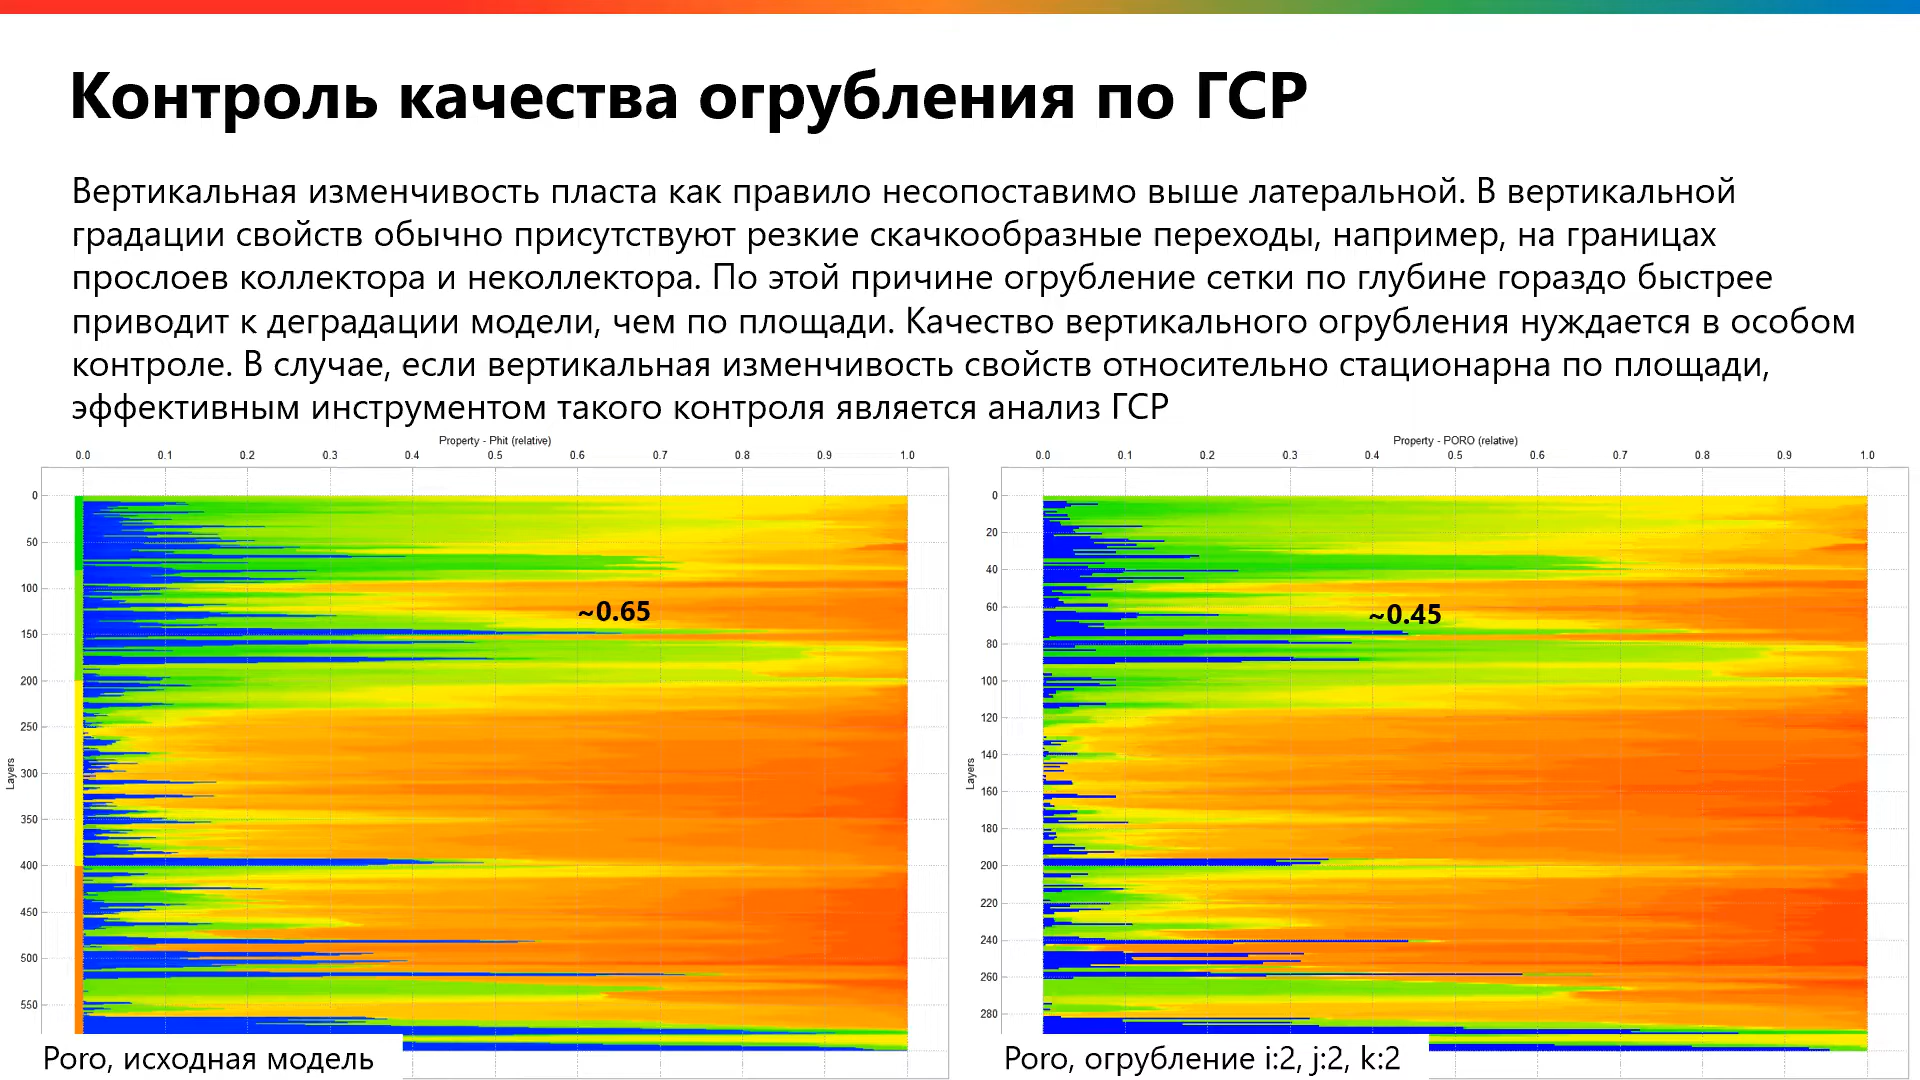 Контроль качества огрубления по ГСР
Вертикальная изменчивость пласта как правило несопоставимо выше латеральной. В вертикальной
градации свойств обычно присутствуют резкие скачкообразные переходы, например, на границах
прослоев коллектора и неколлектора. По этой причине огрубление сетки по глубине гораздо быстрее
приводит к деградации модели, чем по площади. Качество вертикального огрубления нуждается в особом
контроле. В случае, если вертикальная изменчивость свойств относительно стационарна по площади,
эффективным инструментом такого контроля является анализ ГСР
Property - Phit (relative)
0.0 0.1 0.2 0.3 0.4 0.5 0.6 0.7 0.8 0.9 1.0
0
50
100
~0.65
150
200
250
Layers
300
350
400
450
500
550
Poro, исходная модель
Property - PORO (relative)
0.0 0.1 0.2 0.3 0.4 0.5 0.6 0.7 0.8 0.9 1.0
0
20
40
60
~0.45
80
100
120
140
Layers
160
180
200
220
240
260
280
Poro, огрубление i:2, j:2, k:2